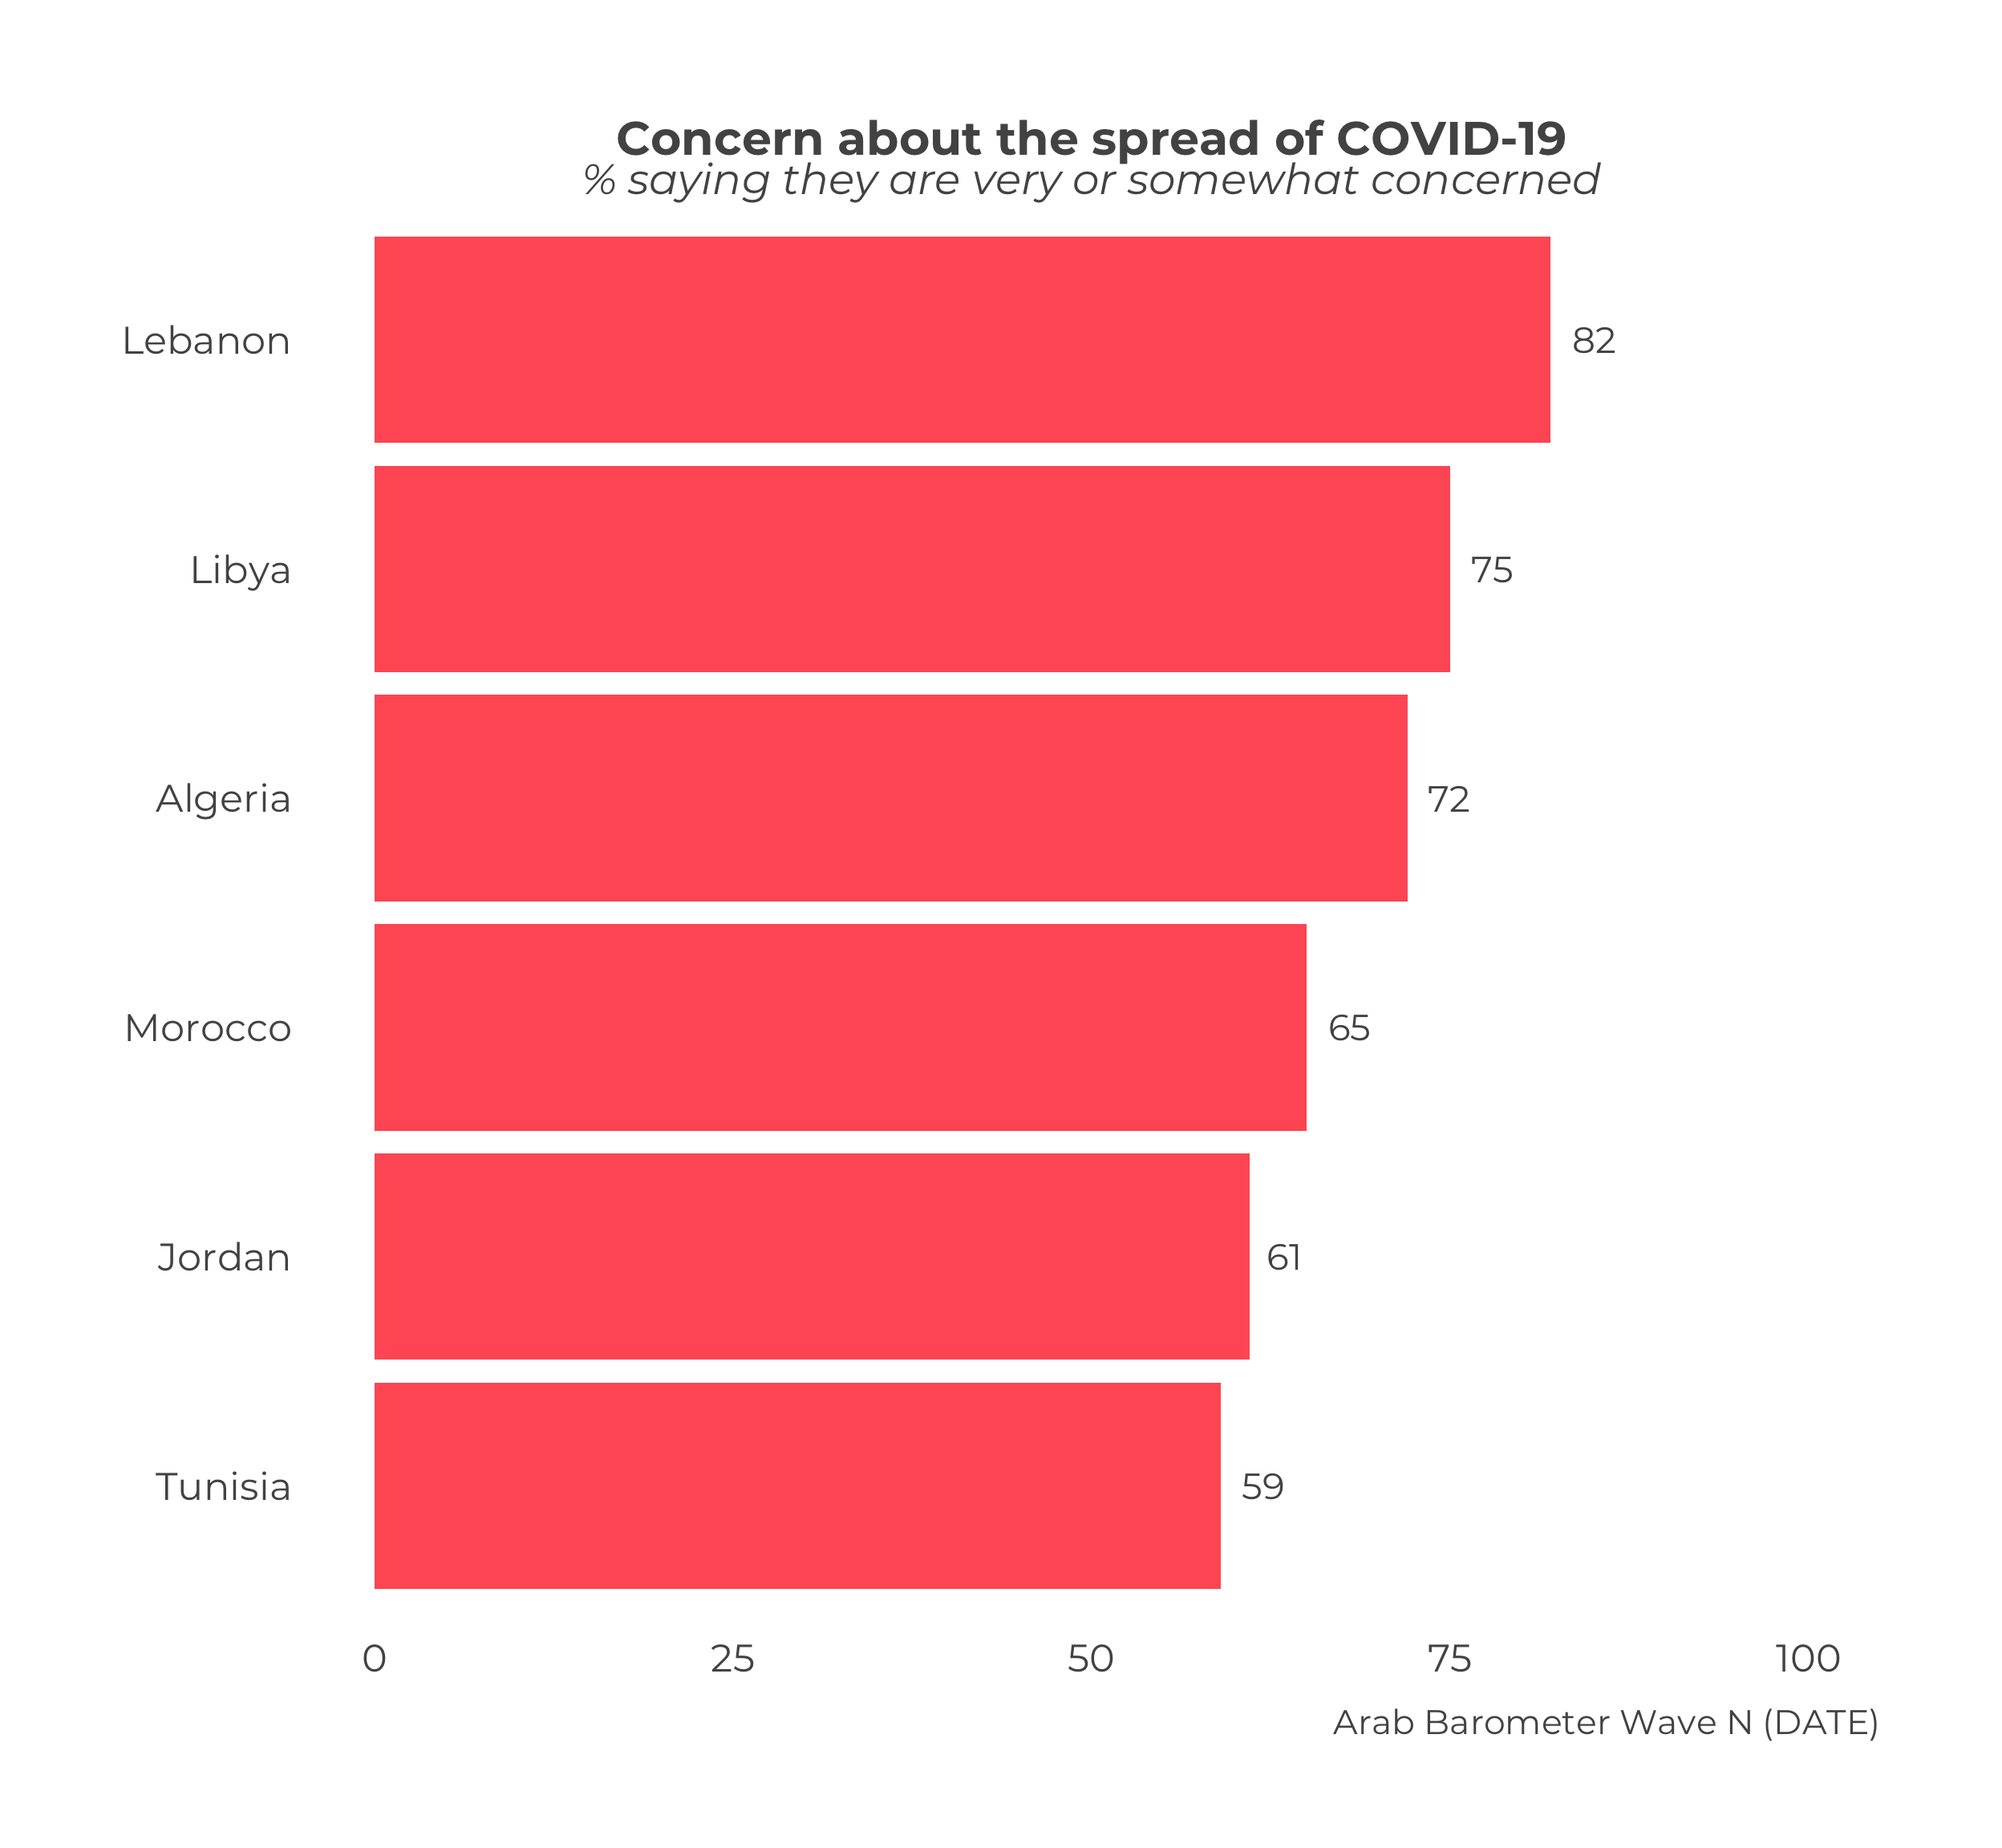 Concern about the spread of COVID-19
% saying they are very or somewhat concerned
Lebanon 82
Libya 75
Algeria 72
Morocco 65
Jordan 61
Tunisia 59
0 25 50 75 100
Arab Barometer Wave N (DATE)